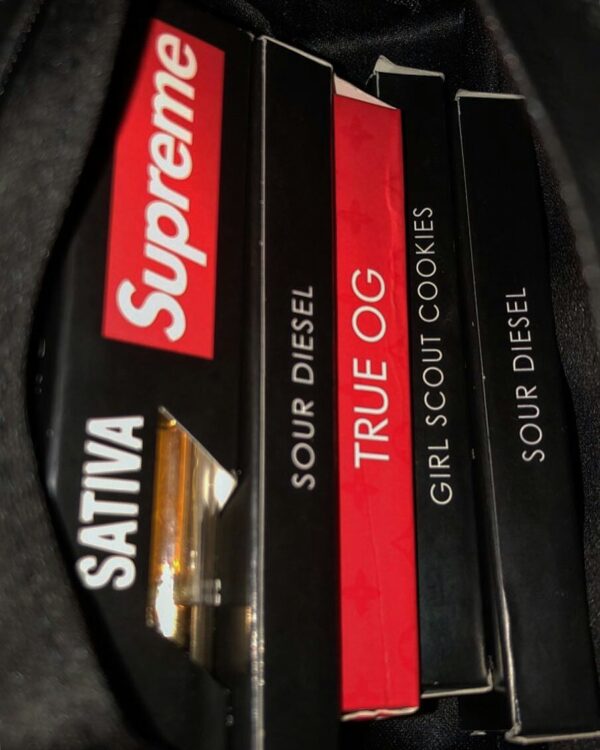 Supreme
SATIVA
SOUR DIESEL
TRUE OG
GIRL SCOUT COOKIES
SOUR DIESEL